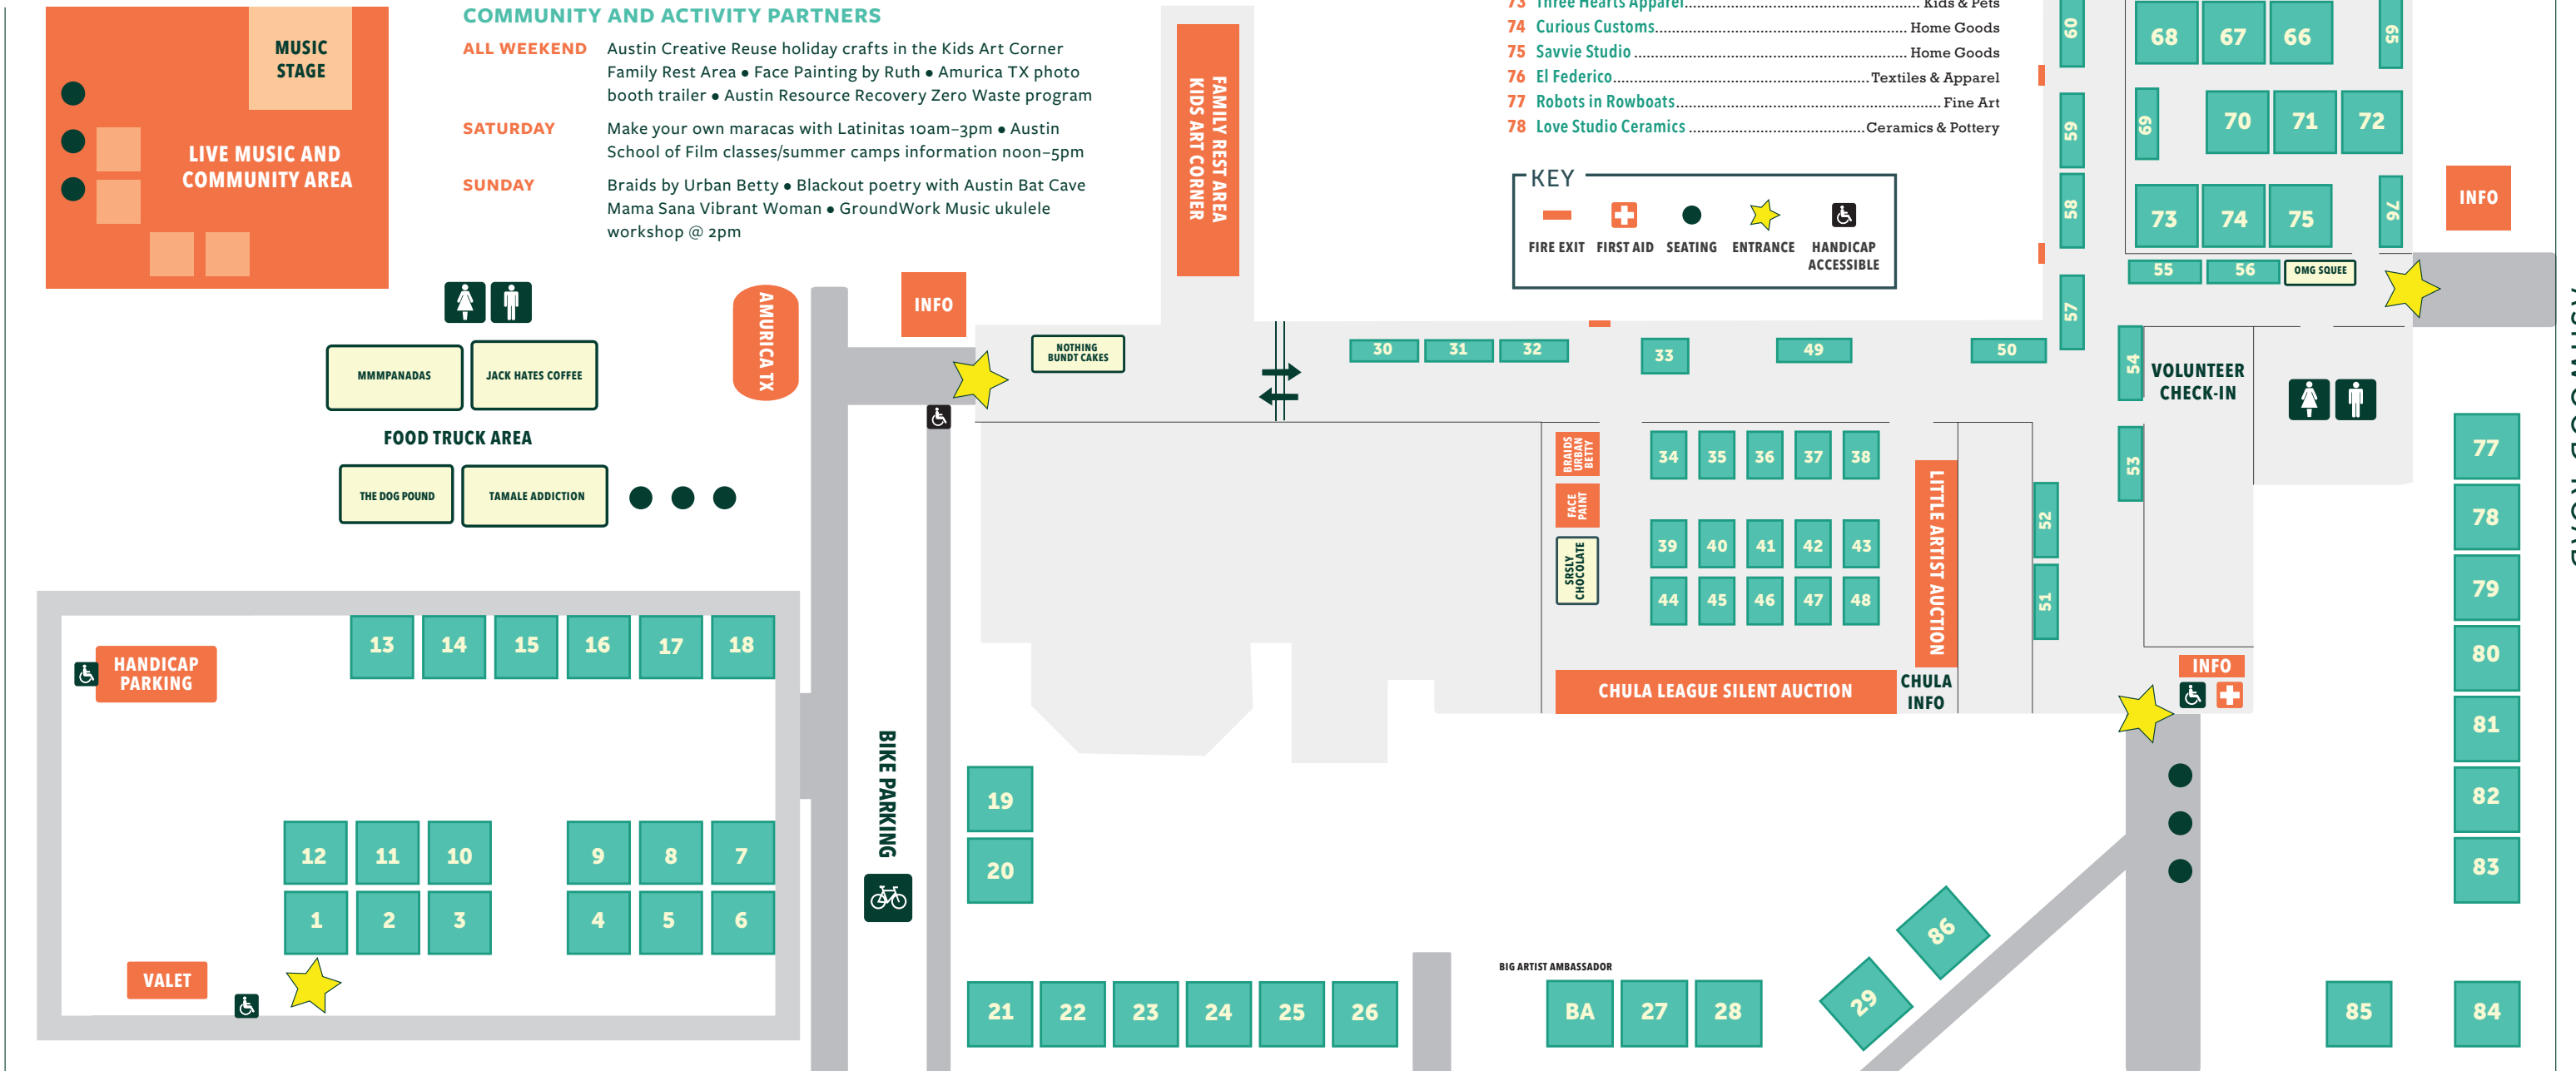 MUSIC
STAGE
LIVE MUSIC AND
COMMUNITY AREA
COMMUNITY AND ACTIVITY PARTNERS
ALL WEEKEND Austin Creative Reuse holiday crafts in the Kids Art Corner
Family Rest Area ● Face Painting by Ruth ● Amurica TX photo
booth trailer ● Austin Resource Recovery Zero Waste program
SATURDAY Make your own maracas with Latinitas 10am–3pm ● Austin
School of Film classes/summer camps information noon–5pm
SUNDAY Braids by Urban Betty ● Blackout poetry with Austin Bat Cave
Mama Sana Vibrant Woman ● GroundWork Music ukulele
workshop @ 2pm
FAMILY REST AREA
KIDS ART CORNER
73 Three Hearts Apparel Kids & Pets
74 Curious Customs Home Goods
75 Savvie Studio Home Goods
76 El Federico Textiles & Apparel
77 Robots in Rowboats Fine Art
78 Love Studio Ceramics Ceramics & Pottery
KEY
FIRE EXIT
FIRST AID
SEATING
ENTRANCE
HANDICAP
ACCESSIBLE
60
59
58
57
68
67
66
65
69
70
71
72
73
74
75
76
55
56
OMG SQUEE
INFO
AMURICA TX
INFO
NOTHING
BUNDT CAKES
30
31
32
33
49
50
54
53
VOLUNTEER
CHECK-IN
MMMPANADAS
JACK HATES COFFEE
FOOD TRUCK AREA
THE DOG POUND
TAMALE ADDICTION
BRAIDS
URBAN
BETTY
FACE
PAINT
SRSLY
CHOCOLATE
34
35
36
37
38
39
40
41
42
43
44
45
46
47
48
LITTLE ARTIST AUCTION
52
51
CHULA LEAGUE SILENT AUCTION
CHULA
INFO
INFO
77
78
79
80
81
82
83
84
85
HANDICAP
PARKING
13
14
15
16
17
18
12
11
10
9
8
7
1
2
3
4
5
6
VALET
BIKE PARKING
19
20
21
22
23
24
25
26
BIG ARTIST AMBASSADOR
BA
27
28
29
86